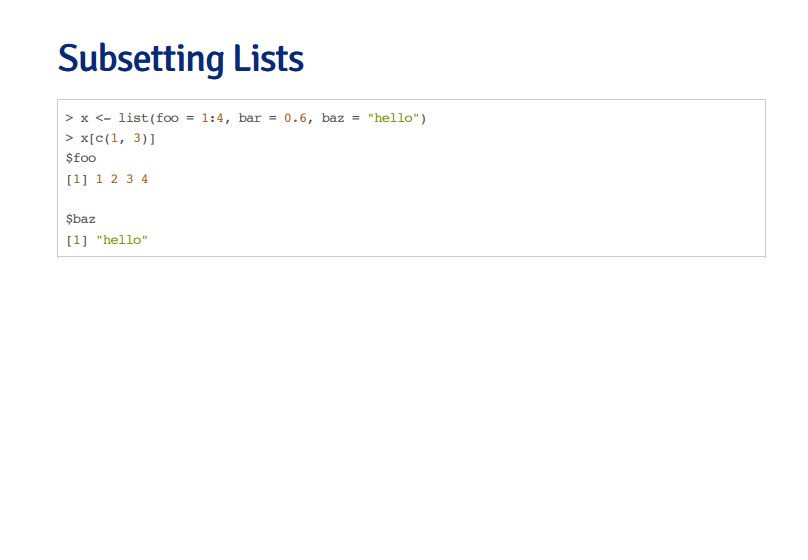 Subsetting Lists
> x <- list(foo = 1:4, bar = 0.6, baz = "hello")
> x[c(1, 3)]
$foo
[1] 1 2 3 4
$baz
[1] "hello"